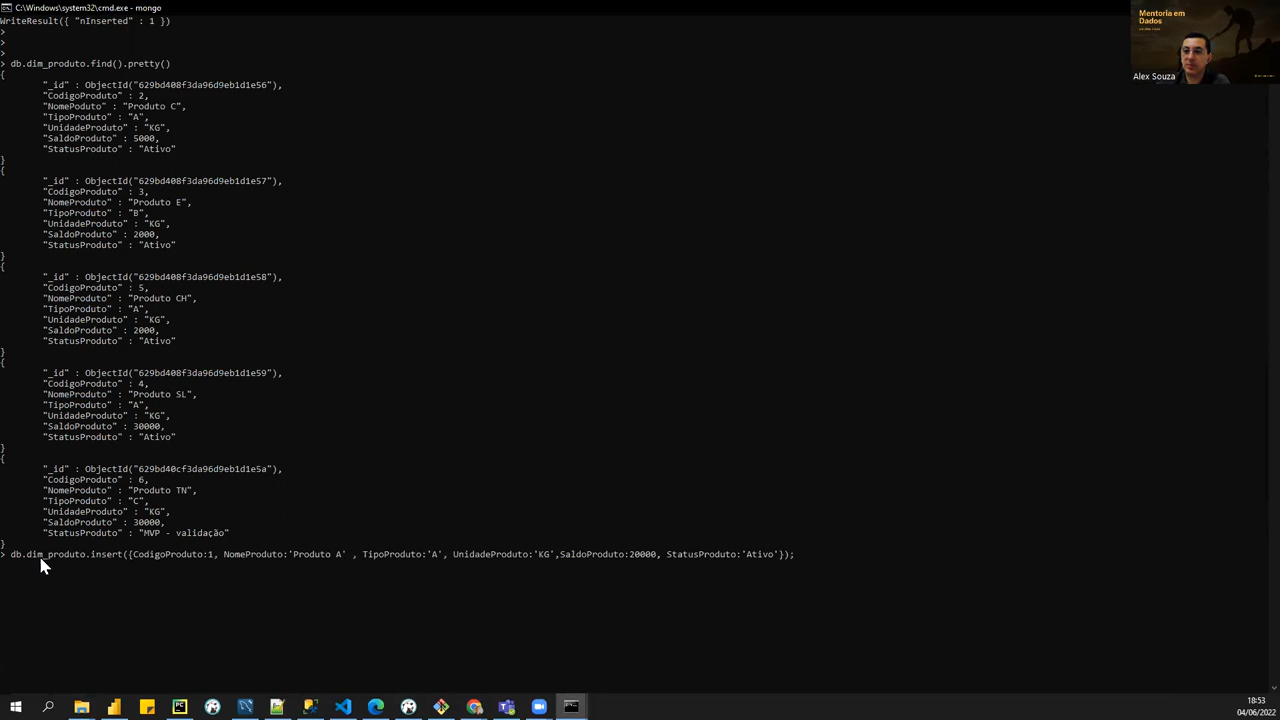 C:\Windows\system32\cmd.exe - mongo
WriteResult({ "nInserted" : 1 })
>
>
>
> db.dim_produto.find().pretty()
{
"_id" : ObjectId("629bd408f3da96d9eb1d1e56"),
"CodigoProduto" : 2,
"NomePoduto" : "Produto C",
"TipoProduto" : "A",
"UnidadeProduto" : "KG",
"SaldoProduto" : 5000,
"StatusProduto" : "Ativo"
}
{
"_id" : ObjectId("629bd408f3da96d9eb1d1e57"),
"CodigoProduto" : 3,
"NomeProduto" : "Produto E",
"TipoProduto" : "B",
"UnidadeProduto" : "KG",
"SaldoProduto" : 2000,
"StatusProduto" : "Ativo"
}
{
"_id" : ObjectId("629bd408f3da96d9eb1d1e58"),
"CodigoProduto" : 5,
"NomeProduto" : "Produto CH",
"TipoProduto" : "A",
"UnidadeProduto" : "KG",
"SaldoProduto" : 2000,
"StatusProduto" : "Ativo"
}
{
"_id" : ObjectId("629bd408f3da96d9eb1d1e59"),
"CodigoProduto" : 4,
"NomeProduto" : "Produto SL",
"TipoProduto" : "A",
"UnidadeProduto" : "KG",
"SaldoProduto" : 30000,
"StatusProduto" : "Ativo"
}
{
"_id" : ObjectId("629bd40cf3da96d9eb1d1e5a"),
"CodigoProduto" : 6,
"NomeProduto" : "Produto TN",
"TipoProduto" : "C",
"UnidadeProduto" : "KG",
"SaldoProduto" : 30000,
"StatusProduto" : "MVP - validação"
}
> db.dim_produto.insert({CodigoProduto:1, NomeProduto:'Produto A' , TipoProduto:'A', UnidadeProduto:'KG',SaldoProduto:20000, StatusProduto:'Ativo'});
Mentoria em
Dados
Alex Souza
PC
18:53
04/06/2022